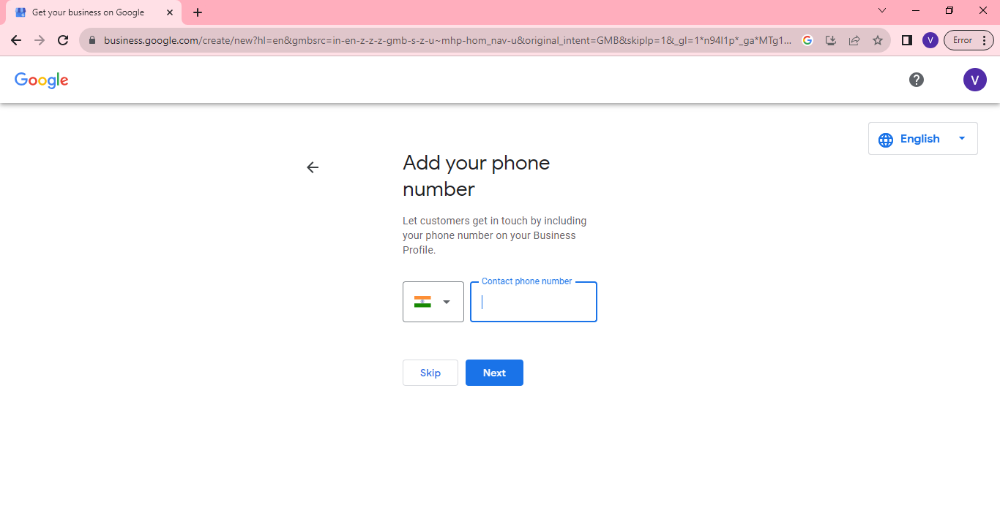 Get your business on Google
business.google.com/create/new?hl=en&gmbsrc=in-en-z-z-z-gmb-s-z-u~mhp-hom_nav-u&original_intent=GMB&skiplp=1&_gl=1*n94l1p*_ga*MTg1...
V
Error
Google
V
English
Add your phone
number
Let customers get in touch by including
your phone number on your Business
Profile.
Contact phone number
Skip
Next